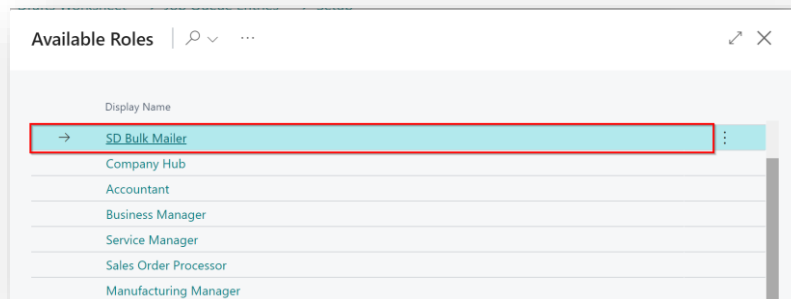 Available Roles
Display Name
SD Bulk Mailer
Company Hub
Accountant
Business Manager
Service Manager
Sales Order Processor
Manufacturing Manager